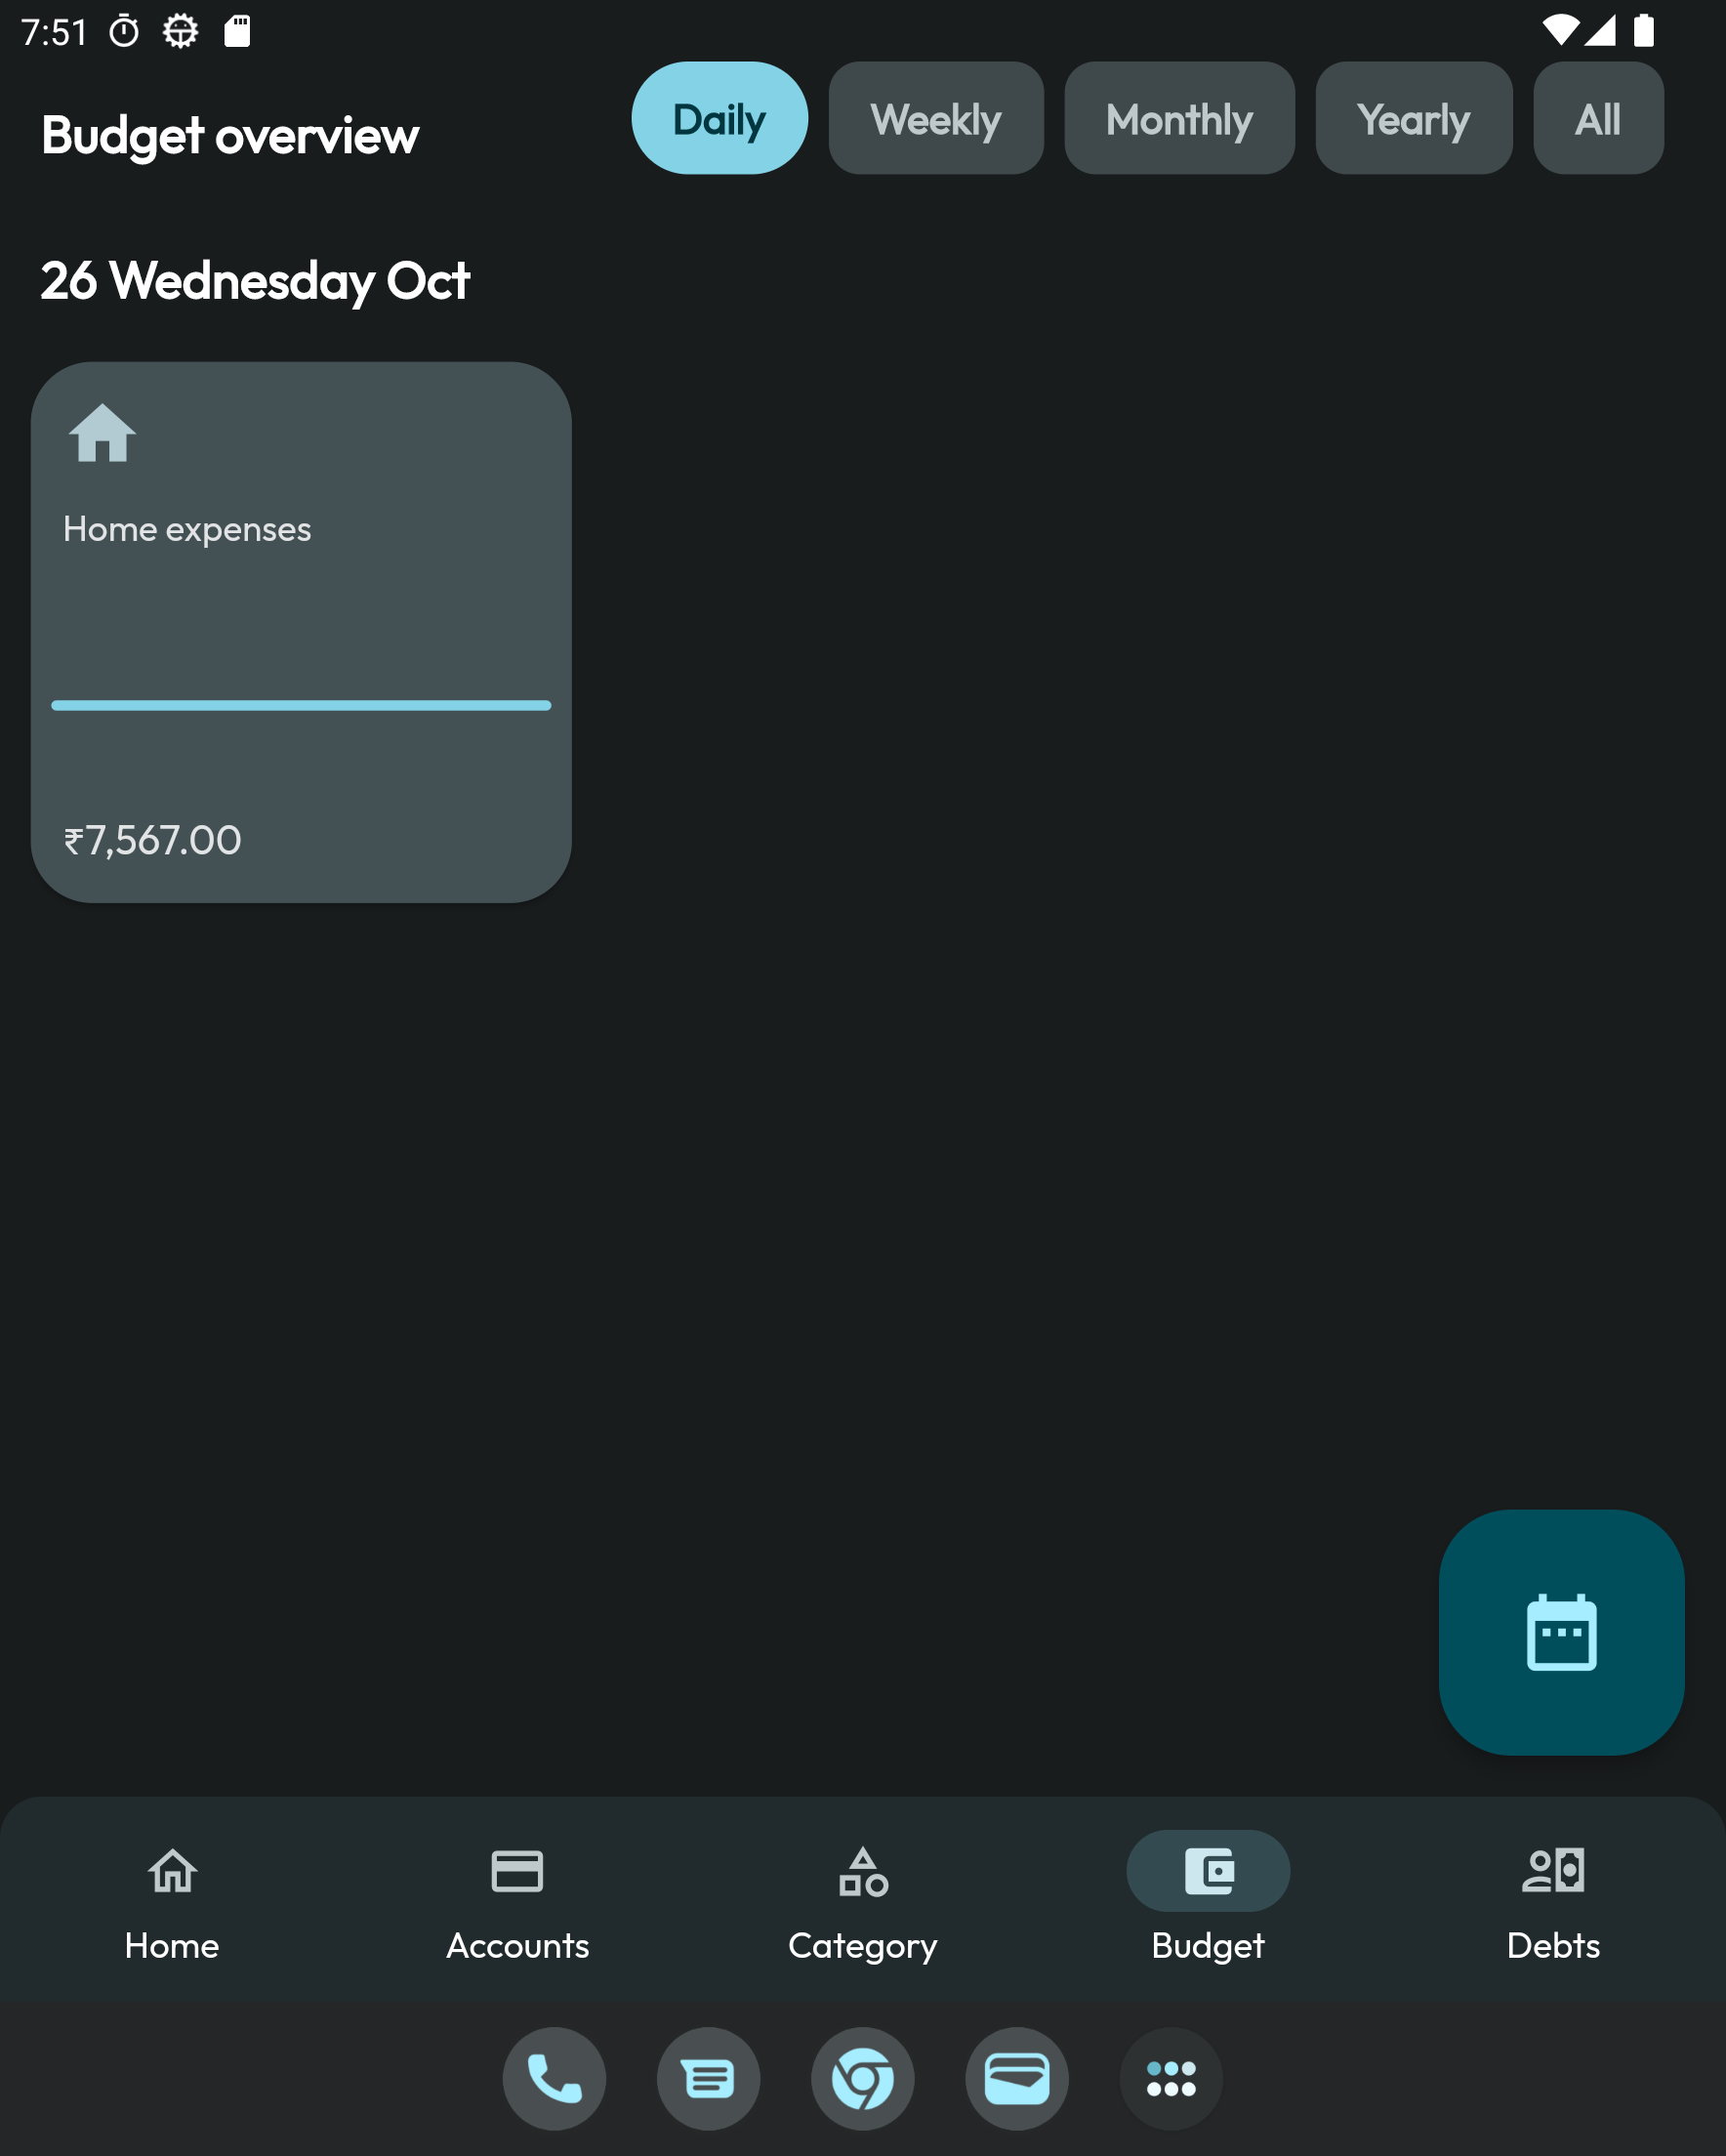 7:51
Budget overview
Daily
Weekly
Monthly
Yearly
All
26 Wednesday Oct
Home expenses
₹7,567.00
Home
Accounts
Category
Budget
Debts